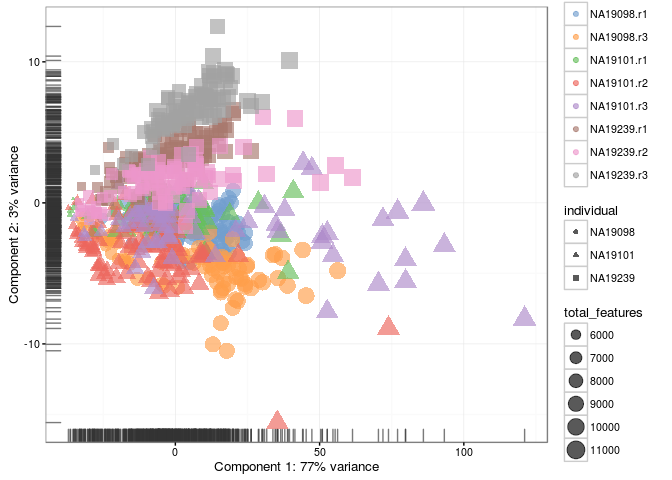 NA19098.r1
NA19098.r3
NA19101.r1
NA19101.r2
NA19101.r3
NA19239.r1
NA19239.r2
NA19239.r3
individual
NA19098
NA19101
NA19239
total_features
6000
7000
8000
9000
10000
11000
10
0
-10
Component 2: 3% variance
0
50
100
Component 1: 77% variance